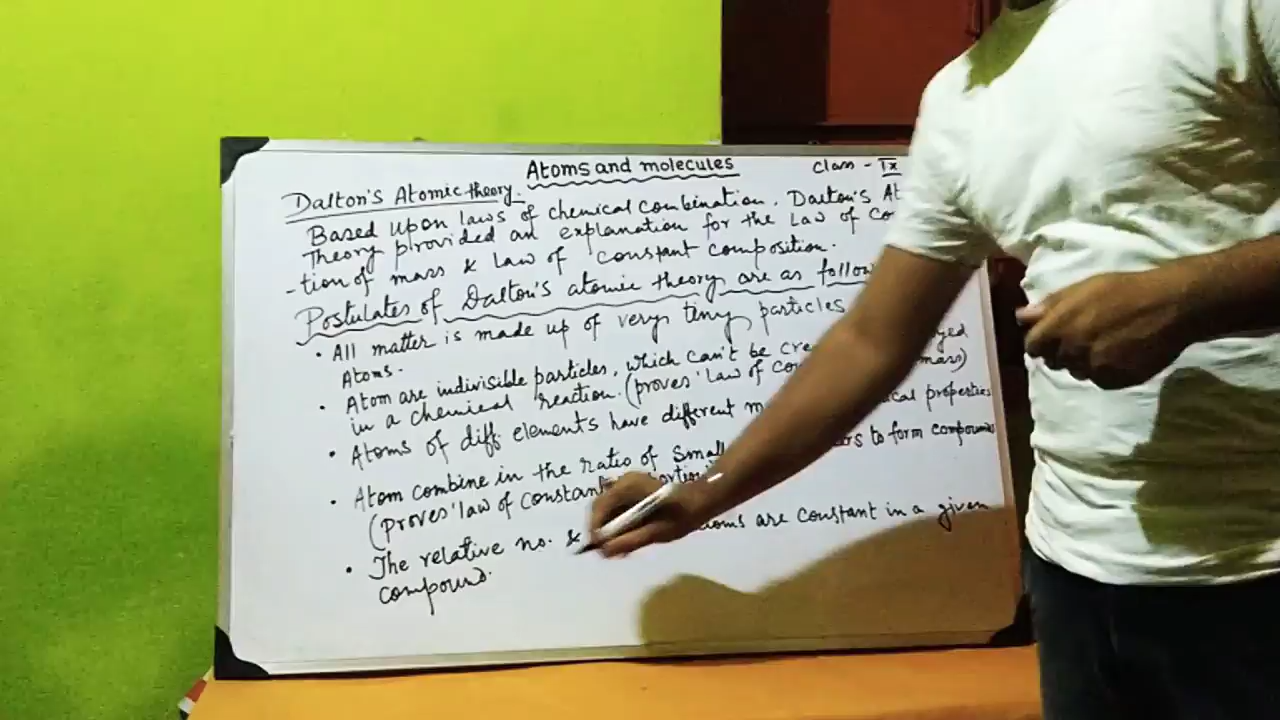 Atoms and molecules
Class - IX
Dalton's Atomic theory.
Based upon laws of chemical combination. Dalton's At
Theory provided an explanation for the Law of Co
-tion of mass & Law of constant composition.
Postulates of Dalton's atomic theory are as follow
• All matter is made up of very tiny particles
Atoms.
• Atom are indivisible particles, which can't be cre yed
in a chemical reaction. (proves 'law of co mass)
• Atoms of diff elements have different m ical properties
• Atom combine in the ratio of small ers to form compounds
(proves 'law of constant portion'
• The relative no. & atoms are constant in a given
compound.